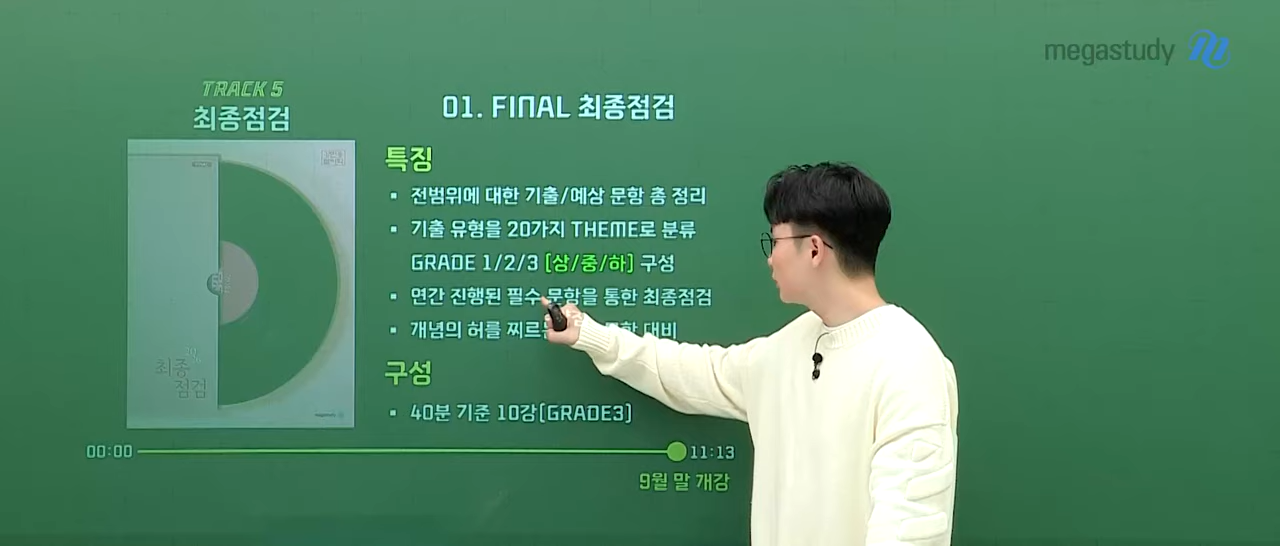 megastudy
TRACK 5
최종점검
01. FINAL 최종점검
특징
전범위에 대한 기출/예상 문항 총 정리
기출 유형을 20가지 THEME로 분류
GRADE 1/2/3 [상/중/하] 구성
연간 진행된 필수 문항을 통한 최종점검
개념의 허를 찌르는 대비
최종
점검
구성
40분 기준 10강(GRADE3)
00:00
11:13
9월 말 개강